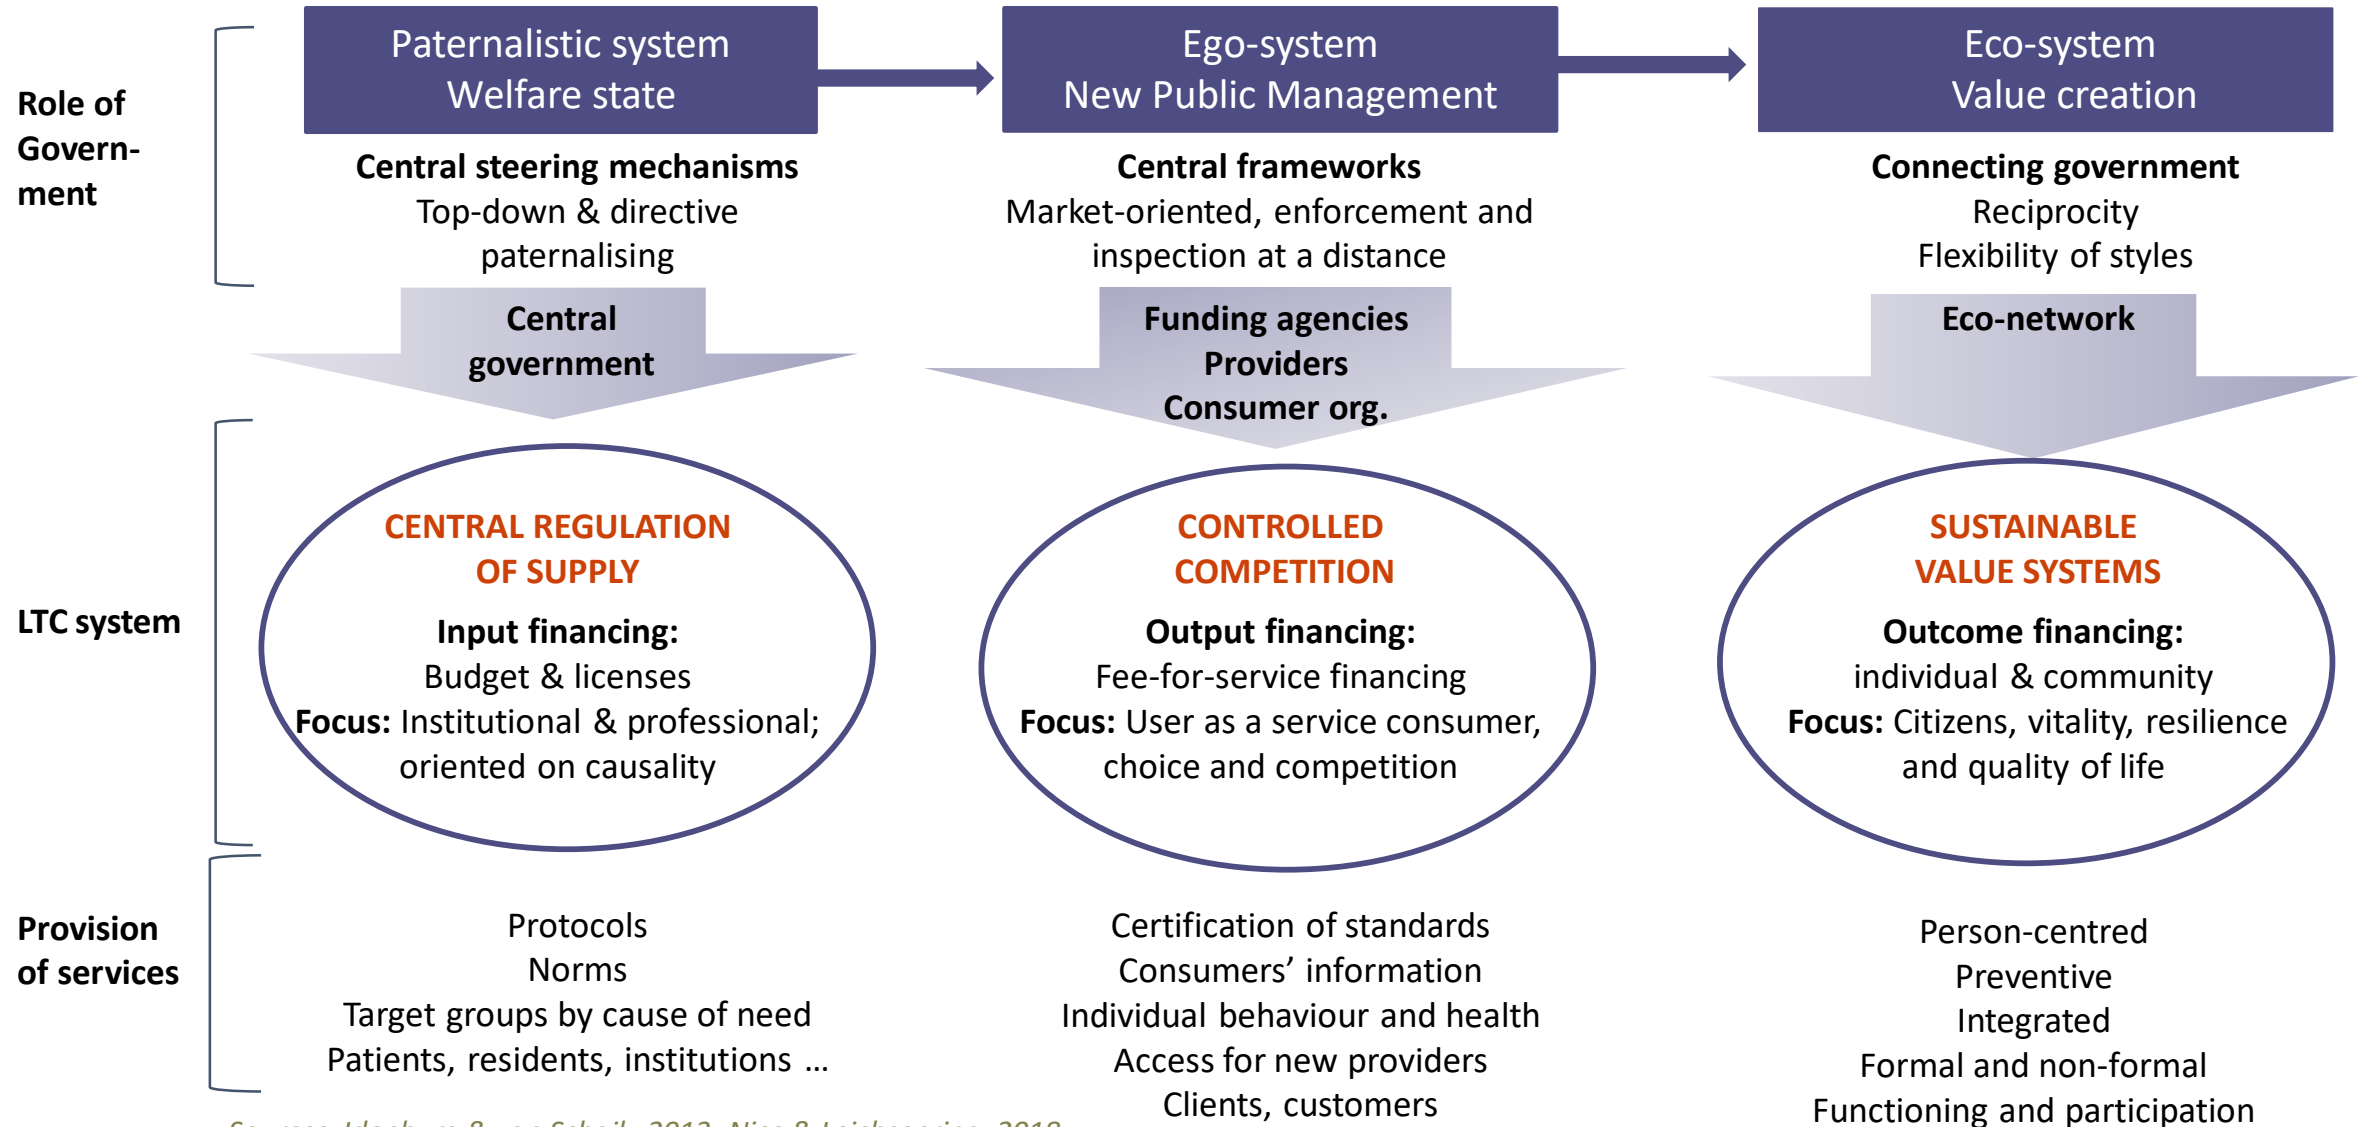 Role of
Govern-
ment
Paternalistic system
Welfare state
Central steering mechanisms
Top-down & directive
paternalising
Central
government
Ego-system
New Public Management
Central frameworks
Market-oriented, enforcement and
inspection at a distance
Funding agencies
Providers
Consumer org.
Eco-system
Value creation
Connecting government
Reciprocity
Flexibility of styles
Eco-network
LTC system
CENTRAL REGULATION
OF SUPPLY
Input financing:
Budget & licenses
Focus: Institutional & professional;
oriented on causality
CONTROLLED
COMPETITION
Output financing:
Fee-for-service financing
Focus: User as a service consumer,
choice and competition
SUSTAINABLE
VALUE SYSTEMS
Outcome financing:
individual & community
Focus: Citizens, vitality, resilience
and quality of life
Provision
of services
Protocols
Norms
Target groups by cause of need
Patients, residents, institutions …
Certification of standards
Consumers’ information
Individual behaviour and health
Access for new providers
Clients, customers
Person-centred
Preventive
Integrated
Formal and non-formal
Functioning and participation